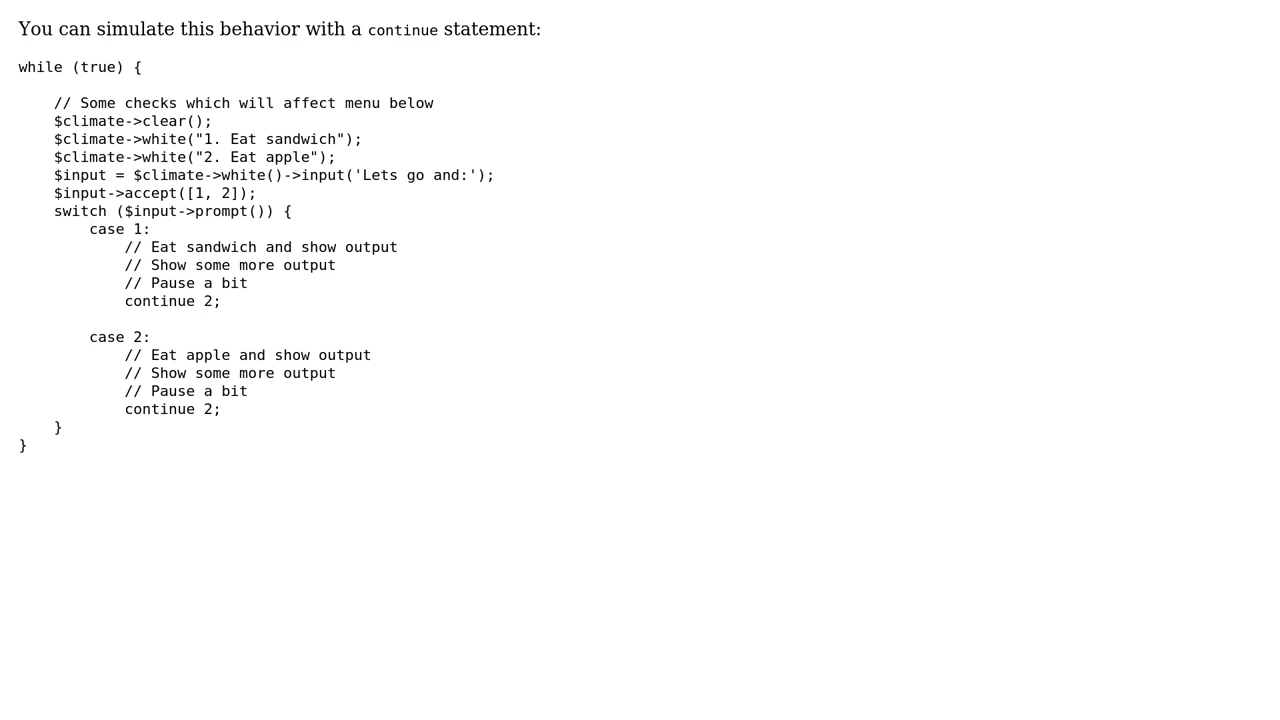 You can simulate this behavior with a continue statement:
while (true) {
    // Some checks which will affect menu below
    $climate->clear();
    $climate->white("1. Eat sandwich");
    $climate->white("2. Eat apple");
    $input = $climate->white()->input('Lets go and:');
    $input->accept([1, 2]);
    switch ($input->prompt()) {
        case 1:
            // Eat sandwich and show output
            // Show some more output
            // Pause a bit
            continue 2;
        case 2:
            // Eat apple and show output
            // Show some more output
            // Pause a bit
            continue 2;
    }
}